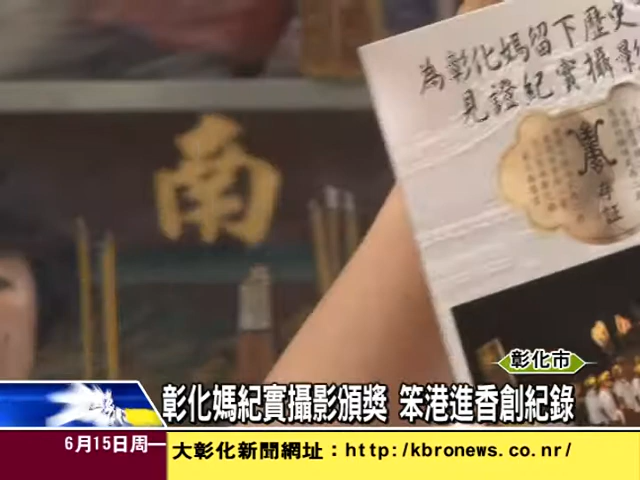 為彰化媽留下歷史
見證紀實攝影
存証
南
彰化市
彰化媽紀實攝影頒獎 笨港進香創紀錄
6月15日周一
大彰化新聞網址：http://kbronews.co.nr/